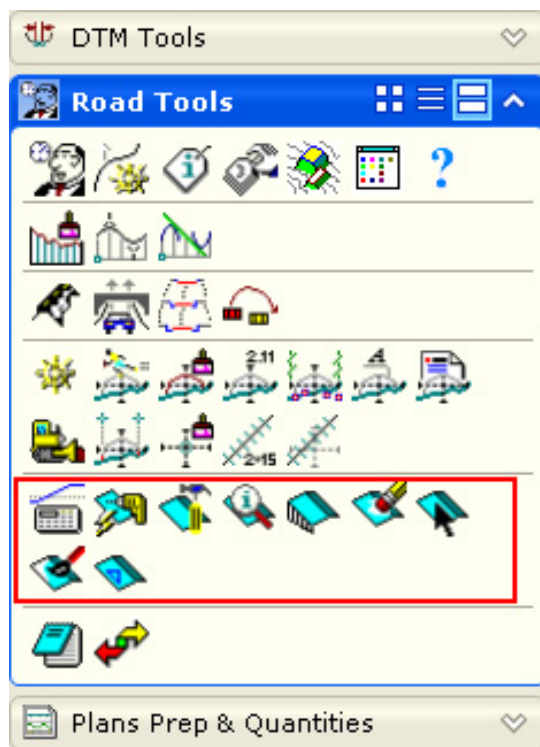 DTM Tools
Road Tools
?
2.11
A
2=15
Plans Prep & Quantities